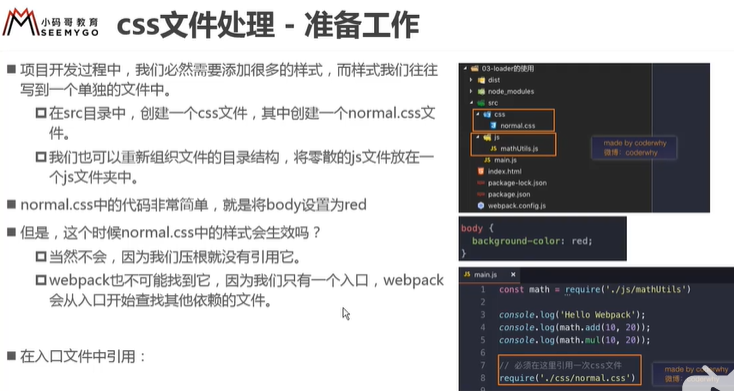 小码哥教育
SEEMYGO
css文件处理 - 准备工作
项目开发过程中，我们必然需要添加很多的样式，而样式我们往往
写到一个单独的文件中。
在src目录中，创建一个css文件，其中创建一个normal.css文
件。
我们也可以重新组织文件的目录结构，将零散的js文件放在一
个js文件夹中。
normal.css中的代码非常简单，就是将body设置为red
但是，这个时候normal.css中的样式会生效吗？
当然不会，因为我们压根就没有引用它。
webpack也不可能找到它，因为我们只有一个入口，webpack
会从入口开始查找其他依赖的文件。
在入口文件中引用：
03-loader的使用
dist
node_modules
src
css
normal.css
js
mathUtils.js
main.js
index.html
package-lock.json
package.json
webpack.config.js
made by coderwhy
微博：coderwhy
body {
background-color: red;
}
JS main.js ×
1 const math = require('./js/mathUtils')
2
3 console.log('Hello Webpack');
4 console.log(math.add(10, 20));
5 console.log(math.mul(10, 20));
6
7 // 必须在这里引用一次css文件
8 require('./css/normal.css')
made by coderwhy